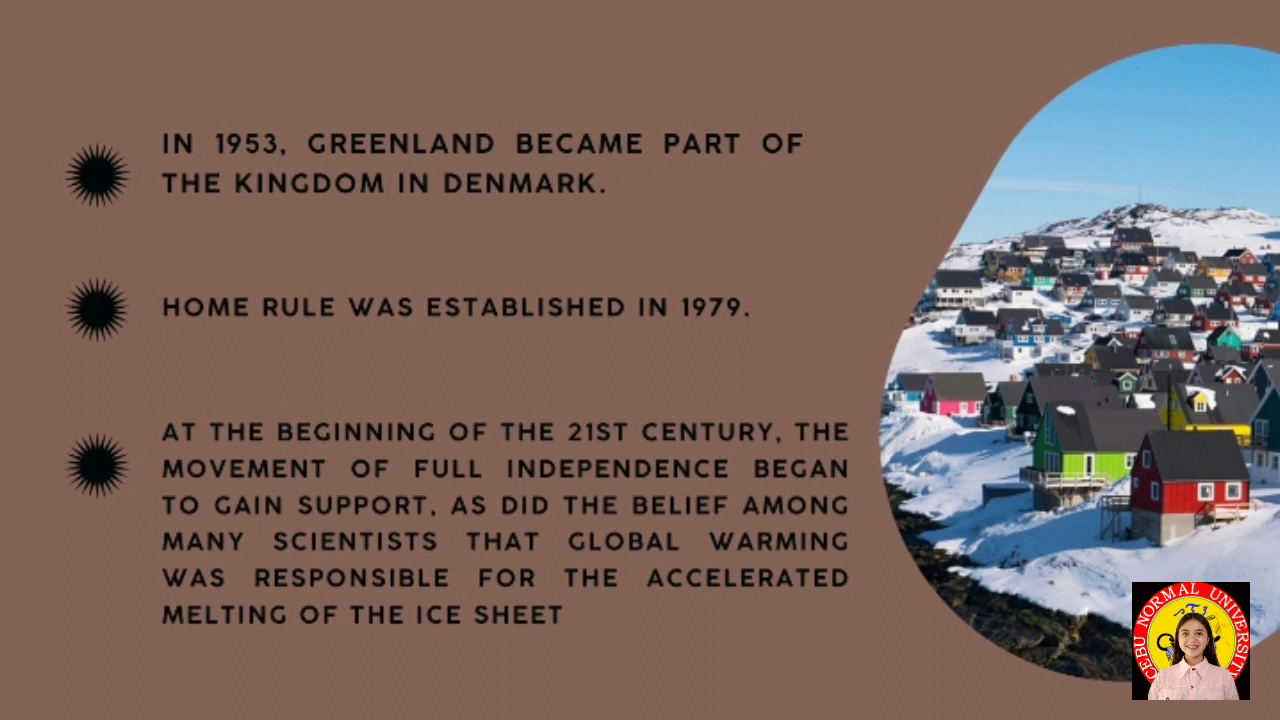 IN 1953, GREENLAND BECAME PART OF
THE KINGDOM IN DENMARK.
HOME RULE WAS ESTABLISHED IN 1979.
AT THE BEGINNING OF THE 21ST CENTURY, THE
MOVEMENT OF FULL INDEPENDENCE BEGAN
TO GAIN SUPPORT, AS DID THE BELIEF AMONG
MANY SCIENTISTS THAT GLOBAL WARMING
WAS RESPONSIBLE FOR THE ACCELERATED
MELTING OF THE ICE SHEET
CEBU NORMAL UNIVERSITY